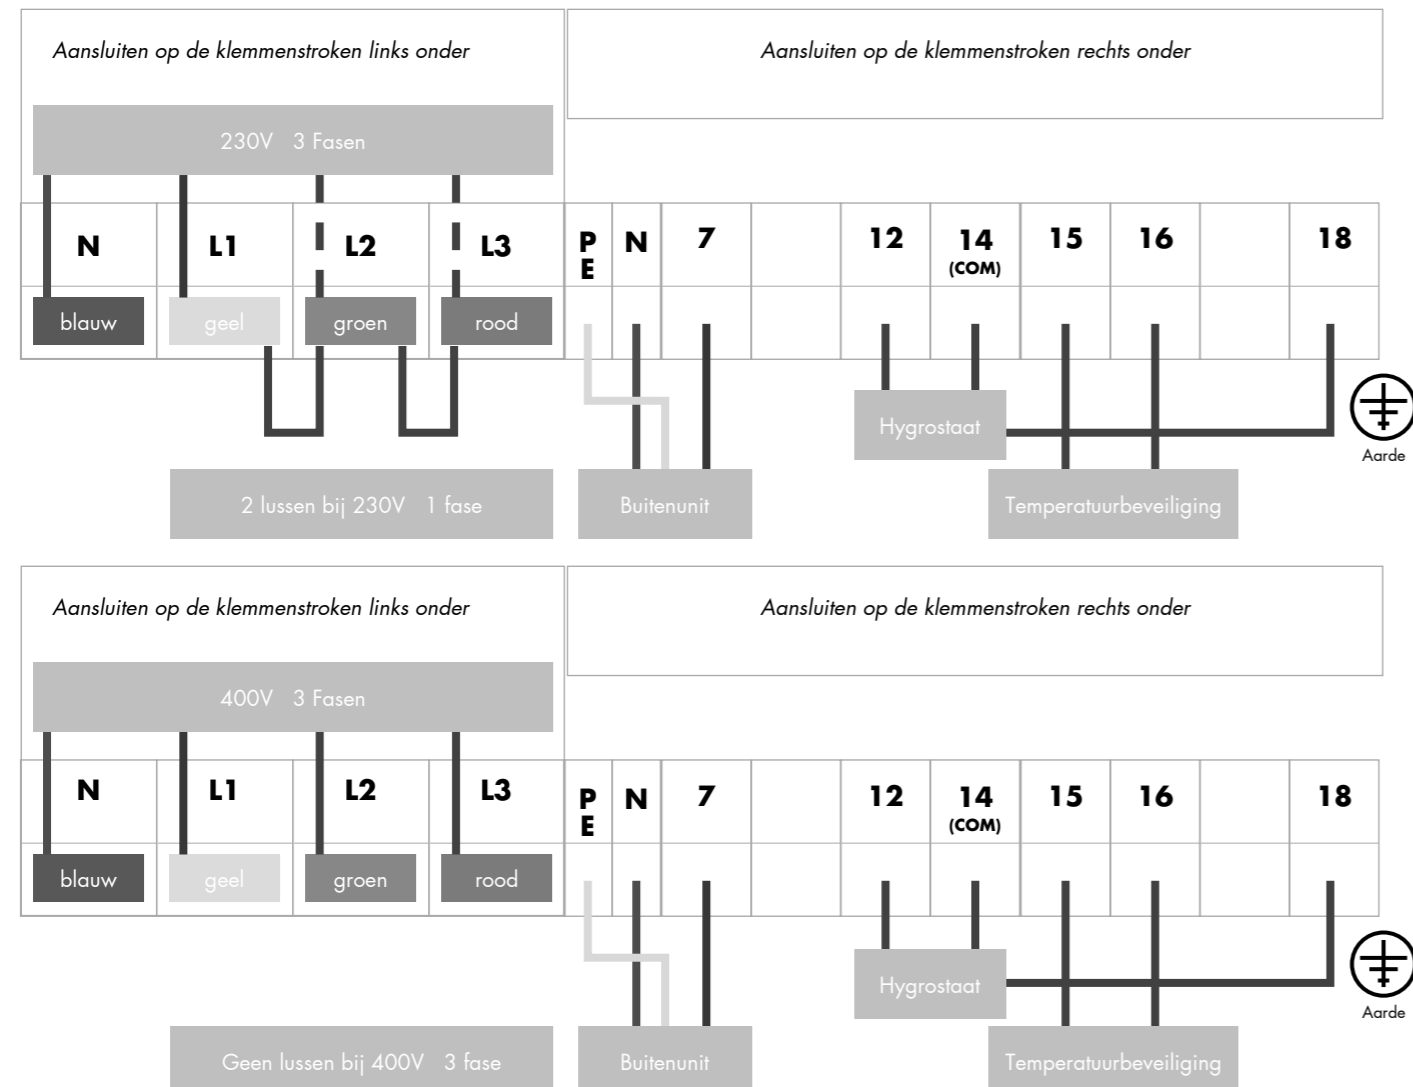 Aansluiten op de klemmenstroken links onder
Aansluiten op de klemmenstroken rechts onder
230V 3 Fasen
N L1 L2 L3 PE N 7 12 14 (COM) 15 16 18
blauw geel groen rood
Hygrostaat
Aarde
2 lussen bij 230V 1 fase
Buitenunit
Temperatuurbeveiliging
Aansluiten op de klemmenstroken links onder
Aansluiten op de klemmenstroken rechts onder
400V 3 Fasen
N L1 L2 L3 PE N 7 12 14 (COM) 15 16 18
blauw geel groen rood
Hygrostaat
Aarde
Geen lussen bij 400V 3 fase
Buitenunit
Temperatuurbeveiliging